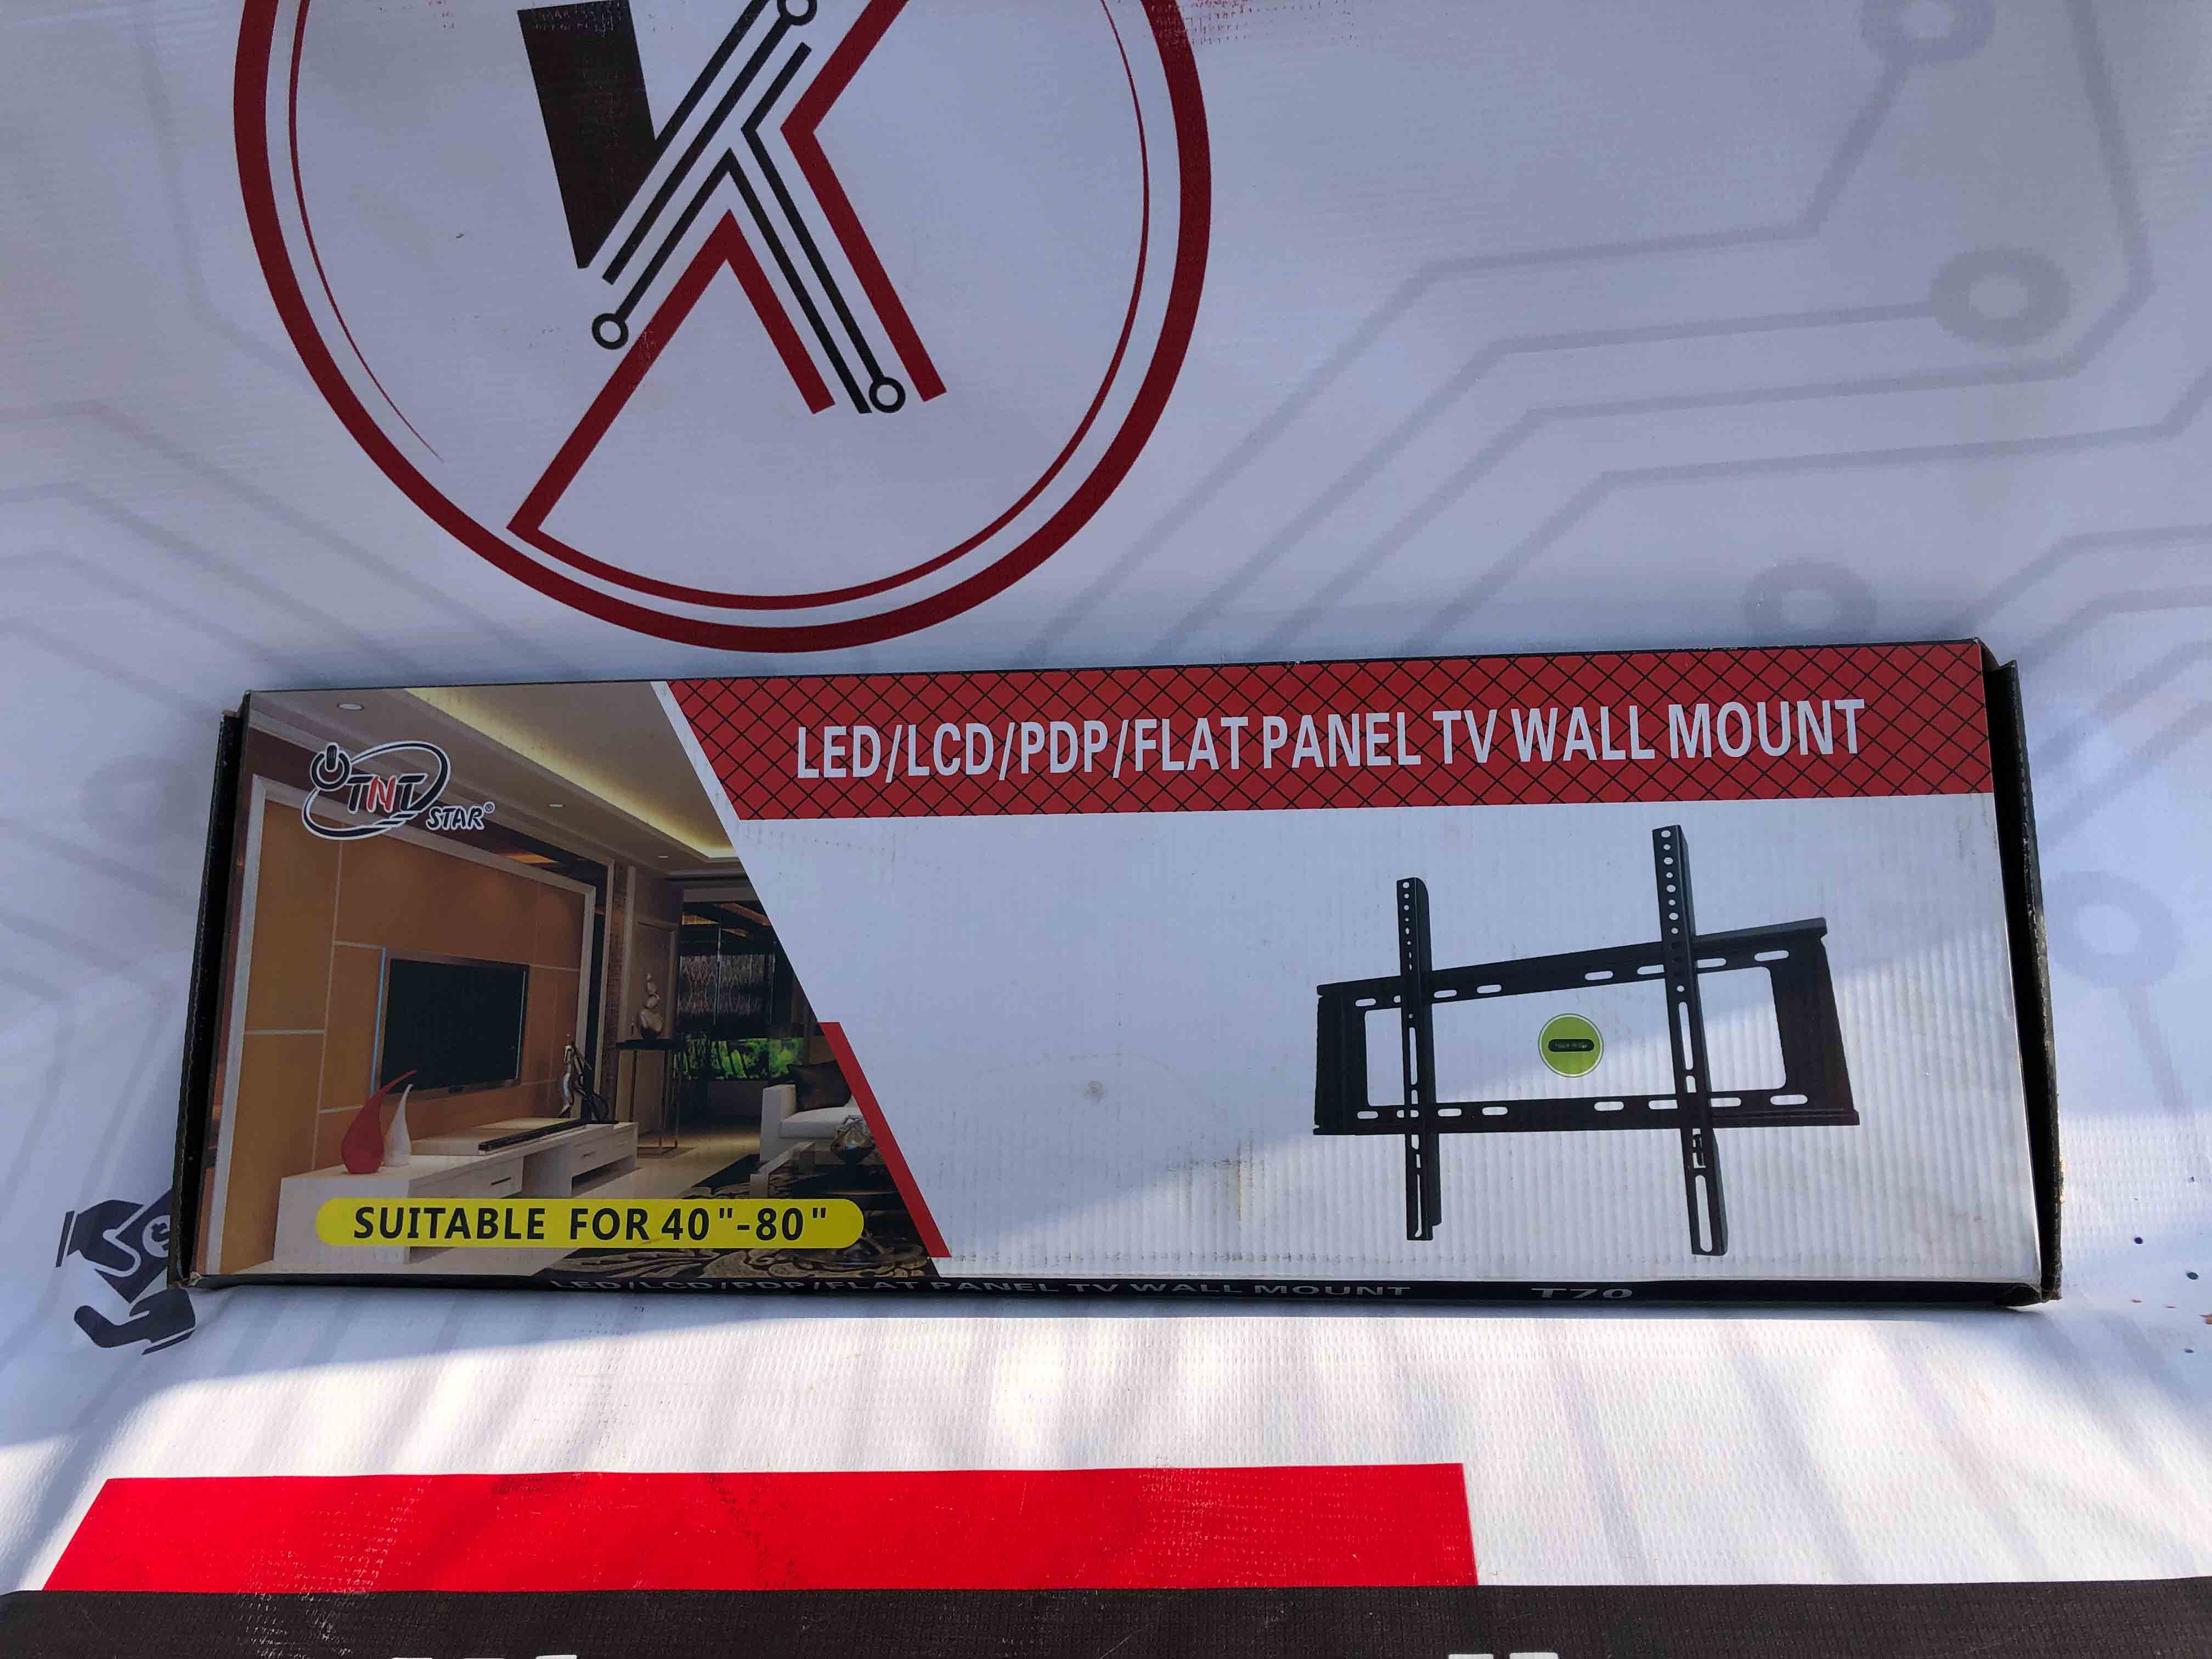 TNT
STAR®
LED/LCD/PDP/FLAT PANEL TV WALL MOUNT
SUITABLE FOR 40"-80"
LED/LCD/PDP/FLAT PANEL TV WALL MOUNT T70